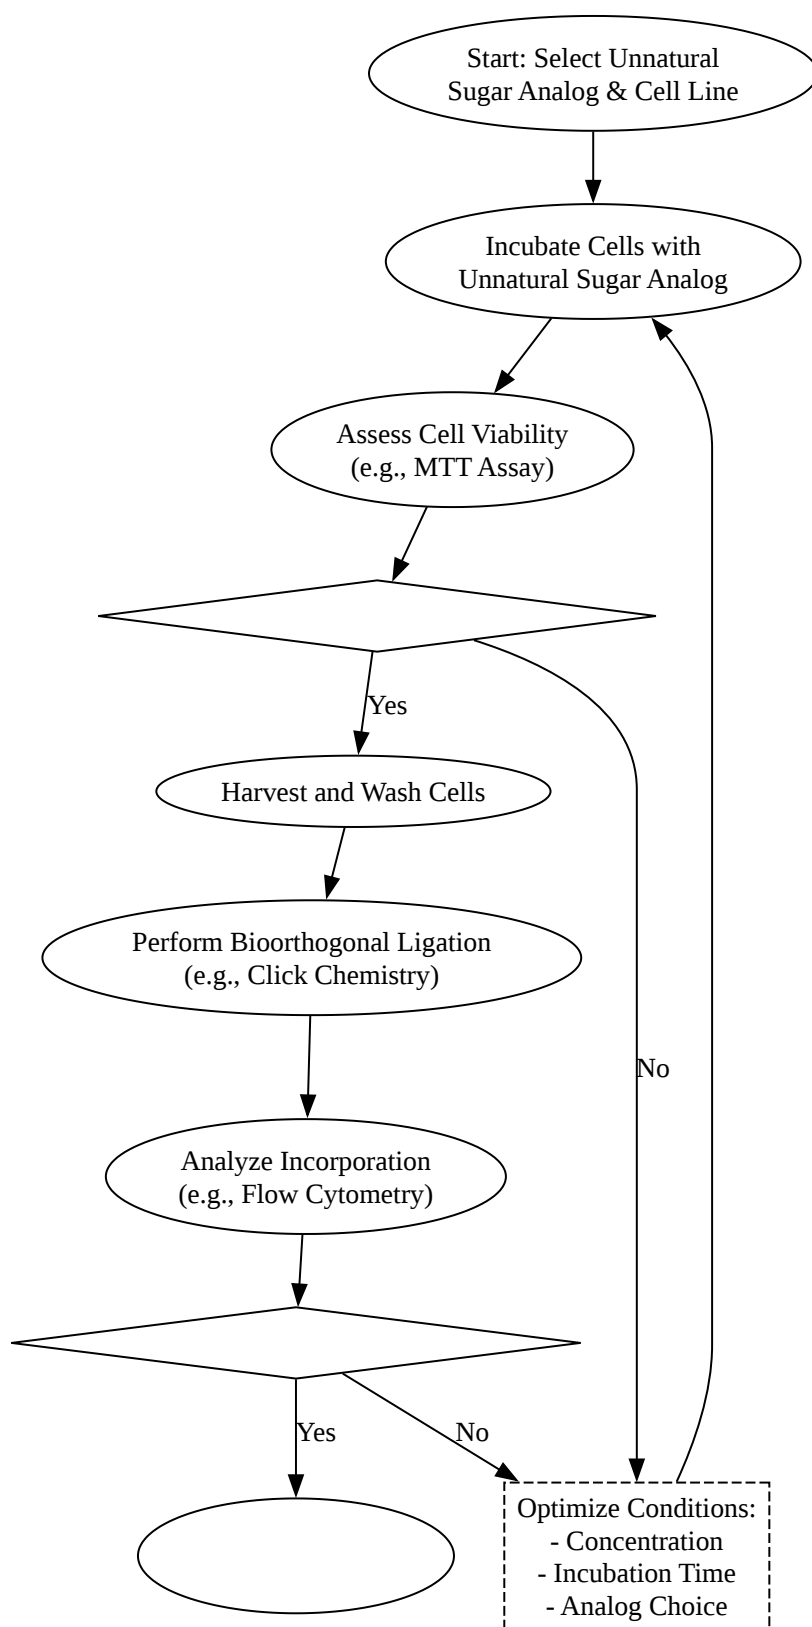 Start: Select Unnatural
Sugar Analog & Cell Line
Incubate Cells with
Unnatural Sugar Analog
Assess Cell Viability
(e.g., MTT Assay)
Yes
Harvest and Wash Cells
Perform Bioorthogonal Ligation
(e.g., Click Chemistry)
No
Analyze Incorporation
(e.g., Flow Cytometry)
Yes
No
Optimize Conditions:
- Concentration
- Incubation Time
- Analog Choice